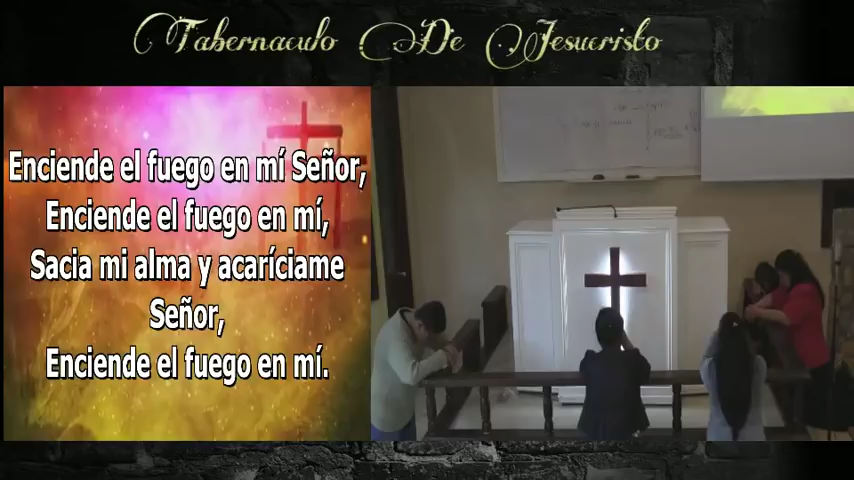 Tabernaculo De Jesucristo
Enciende el fuego en mí Señor,
Enciende el fuego en mí,
Sacia mi alma y acaríciame
Señor,
Enciende el fuego en mí.